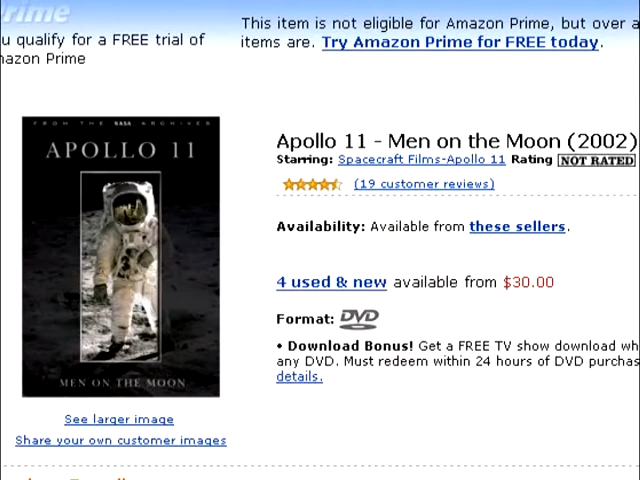 rime
This item is not eligible for Amazon Prime, but over a
u qualify for a FREE trial of
items are. Try Amazon Prime for FREE today.
mazon Prime
FROM THE NASA ARCHIVES
APOLLO 11
MEN ON THE MOON
See larger image
Share your own customer images
Apollo 11 - Men on the Moon (2002)
Starring: Spacecraft Films-Apollo 11 Rating NOT RATED
(19 customer reviews)
Availability: Available from these sellers.
4 used & new available from $30.00
Format: DVD
• Download Bonus! Get a FREE TV show download wh
any DVD. Must redeem within 24 hours of DVD purchas
details.